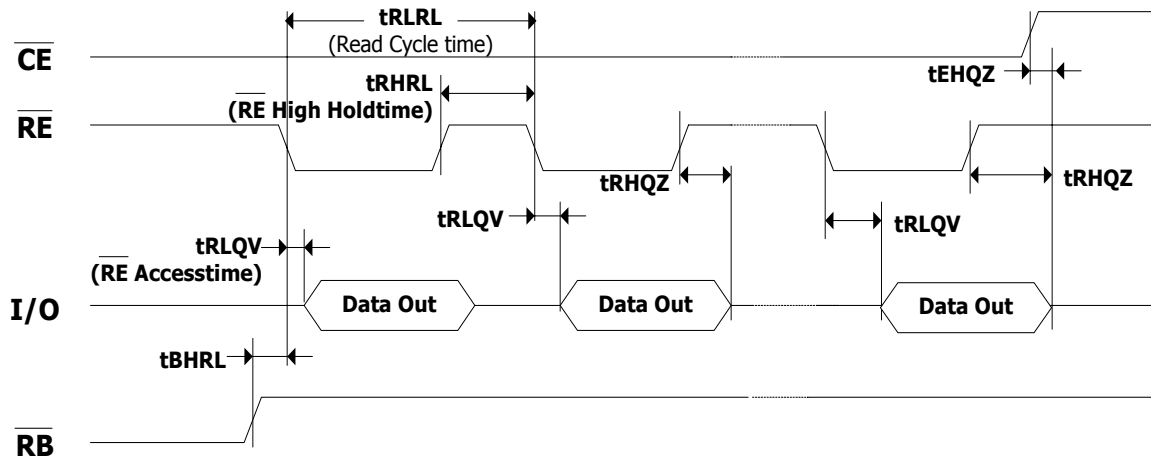 tRLRL
(Read Cycle time)
CE
tEHQZ
tRHRL
(RE High Holdtime)
RE
tRHQZ
tRHQZ
tRLQV
tRLQV
tRLQV
(RE Accesstime)
I/O
Data Out
Data Out
Data Out
tBHRL
RB